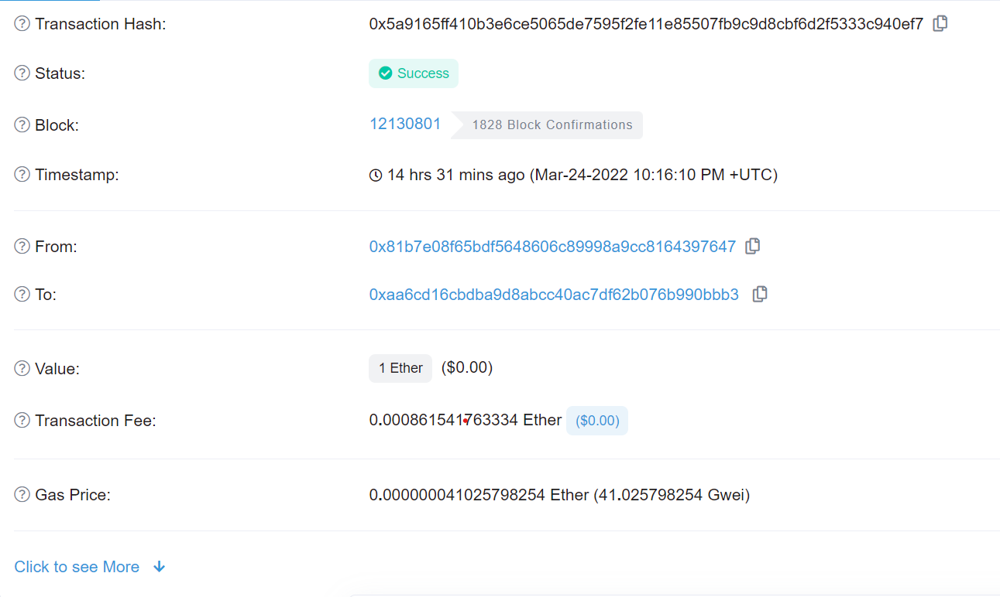 Transaction Hash: 0x5a9165ff410b3e6ce5065de7595f2fe11e85507fb9c9d8cbf6d2f5333c940ef7
Status: Success
Block: 12130801 1828 Block Confirmations
Timestamp: 14 hrs 31 mins ago (Mar-24-2022 10:16:10 PM +UTC)
From: 0x81b7e08f65bdf5648606c89998a9cc8164397647
To: 0xaa6cd16cbdba9d8abcc40ac7df62b076b990bbb3
Value: 1 Ether ($0.00)
Transaction Fee: 0.000861541763334 Ether ($0.00)
Gas Price: 0.000000041025798254 Ether (41.025798254 Gwei)
Click to see More